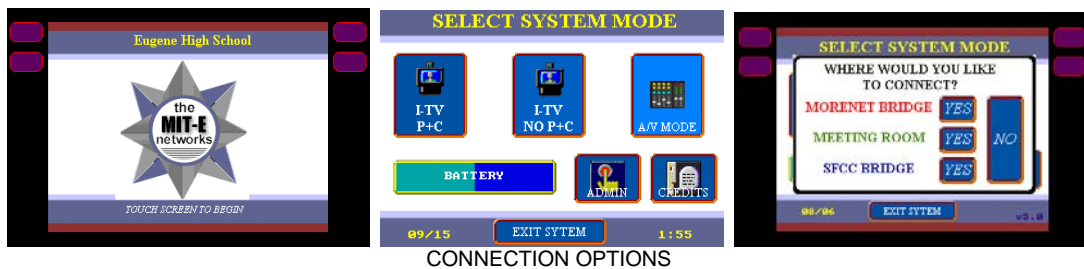 Eugene High School
the
MIT-E
networks
TOUCH SCREEN TO BEGIN
SELECT SYSTEM MODE
I-TV
P+C
I-TV
NO P+C
A/V MODE
BATTERY
ADMIN
CREDITS
09/15
EXIT SYTEM
1:55
SELECT SYSTEM MODE
WHERE WOULD YOU LIKE
TO CONNECT?
MORENET BRIDGE YES
MEETING ROOM YES NO
SFCC BRIDGE YES
08/06
EXIT SYTEM
v5.0
CONNECTION OPTIONS